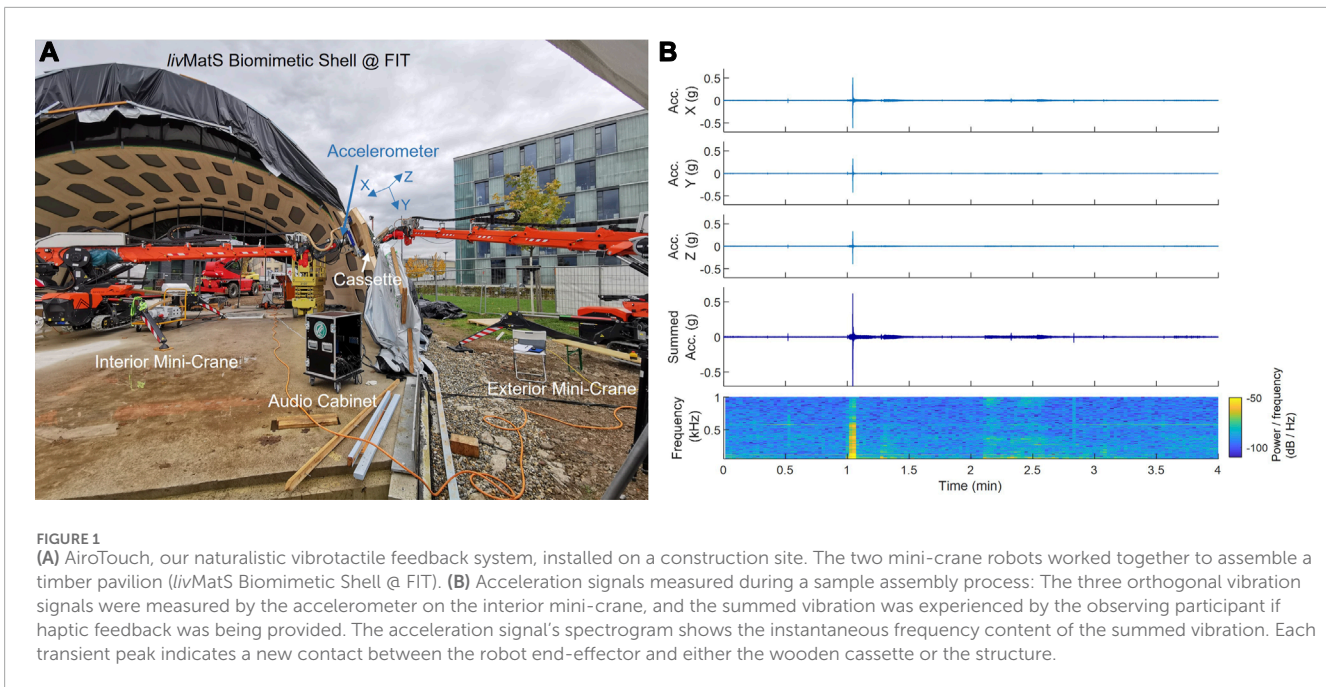 A
livMatS Biomimetic Shell @ FIT
Accelerometer
X
Z
Y
Cassette
Interior Mini-Crane
Audio Cabinet
Exterior Mini-Crane
B
Acc.
X (g)
0.5
0
-0.5
Acc.
Y (g)
0.5
0
-0.5
Acc.
Z (g)
0.5
0
-0.5
Summed
Acc. (g)
0.5
0
-0.5
Frequency
(kHz)
1
0.5
0 0.5 1 1.5 2 2.5 3 3.5 4
Time (min)
-50
-100
Power / frequency
(dB / Hz)
FIGURE 1
(A) AiroTouch, our naturalistic vibrotactile feedback system, installed on a construction site. The two mini-crane robots worked together to assemble a
timber pavilion (livMatS Biomimetic Shell @ FIT). (B) Acceleration signals measured during a sample assembly process: The three orthogonal vibration
signals were measured by the accelerometer on the interior mini-crane, and the summed vibration was experienced by the observing participant if
haptic feedback was being provided. The acceleration signal's spectrogram shows the instantaneous frequency content of the summed vibration. Each
transient peak indicates a new contact between the robot end-effector and either the wooden cassette or the structure.